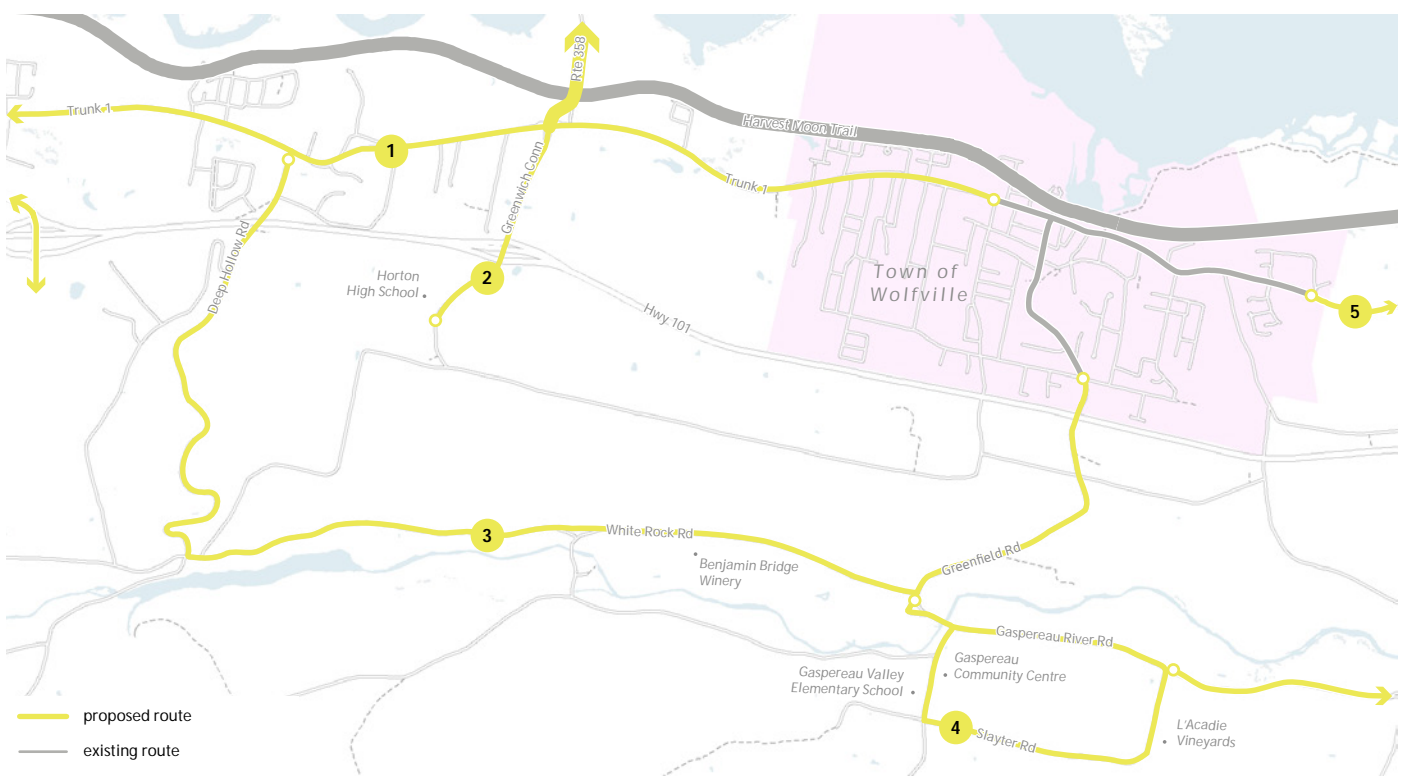 Rte 358
Trunk 1
Harvest Moon Trail
1
Greenwich Conn
Trunk 1
Deep Hollow Rd
2
Horton
High School
Town of
Wolfville
Hwy 101
5
3
White Rock Rd
Benjamin Bridge
Winery
Greenfield Rd
Gaspereau River Rd
Gaspereau Valley
Elementary School
Gaspereau
Community Centre
4
Slayter Rd
L'Acadie
Vineyards
proposed route
existing route